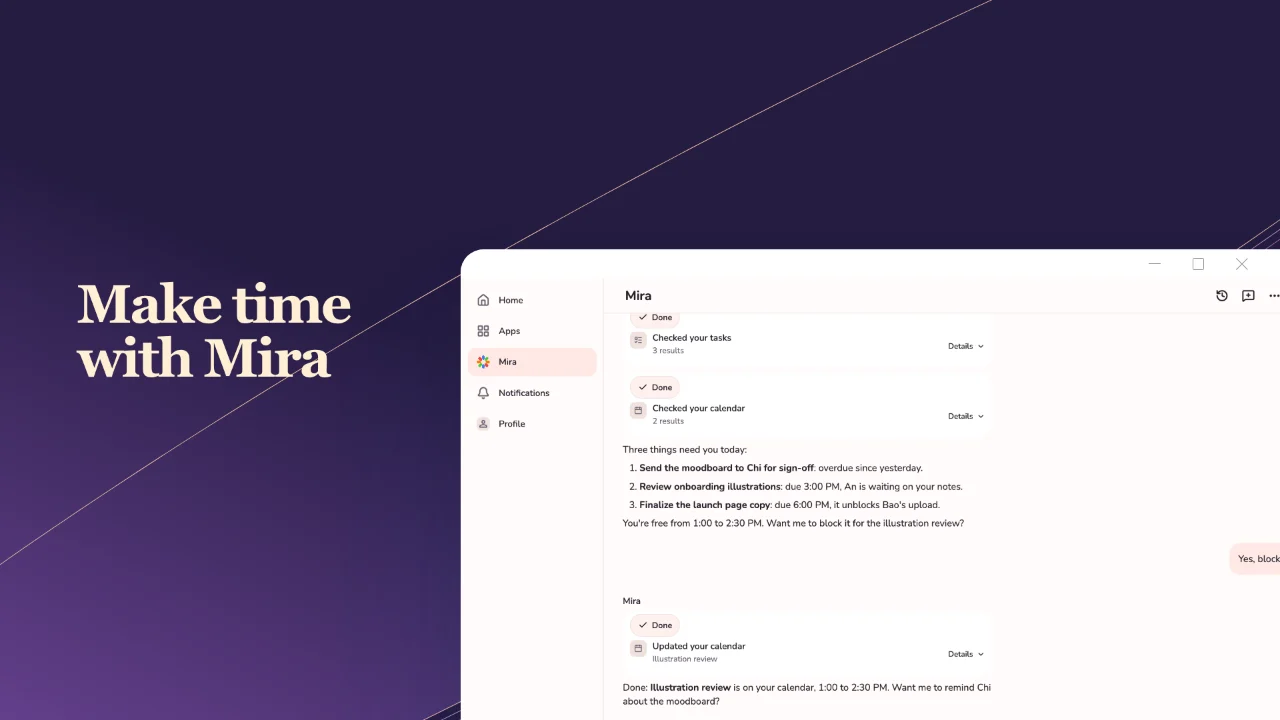 Make time
with Mira
Home
Apps
Mira
Notifications
Profile
Mira
Done
Checked your tasks
3 results
Details
Done
Checked your calendar
2 results
Details
Three things need you today:
1. Send the moodboard to Chi for sign-off: overdue since yesterday.
2. Review onboarding illustrations: due 3:00 PM, An is waiting on your notes.
3. Finalize the launch page copy: due 6:00 PM, it unblocks Bao's upload.
You're free from 1:00 to 2:30 PM. Want me to block it for the illustration review?
Yes, block
Mira
Done
Updated your calendar
Illustration review
Details
Done: Illustration review is on your calendar, 1:00 to 2:30 PM. Want me to remind Chi
about the moodboard?